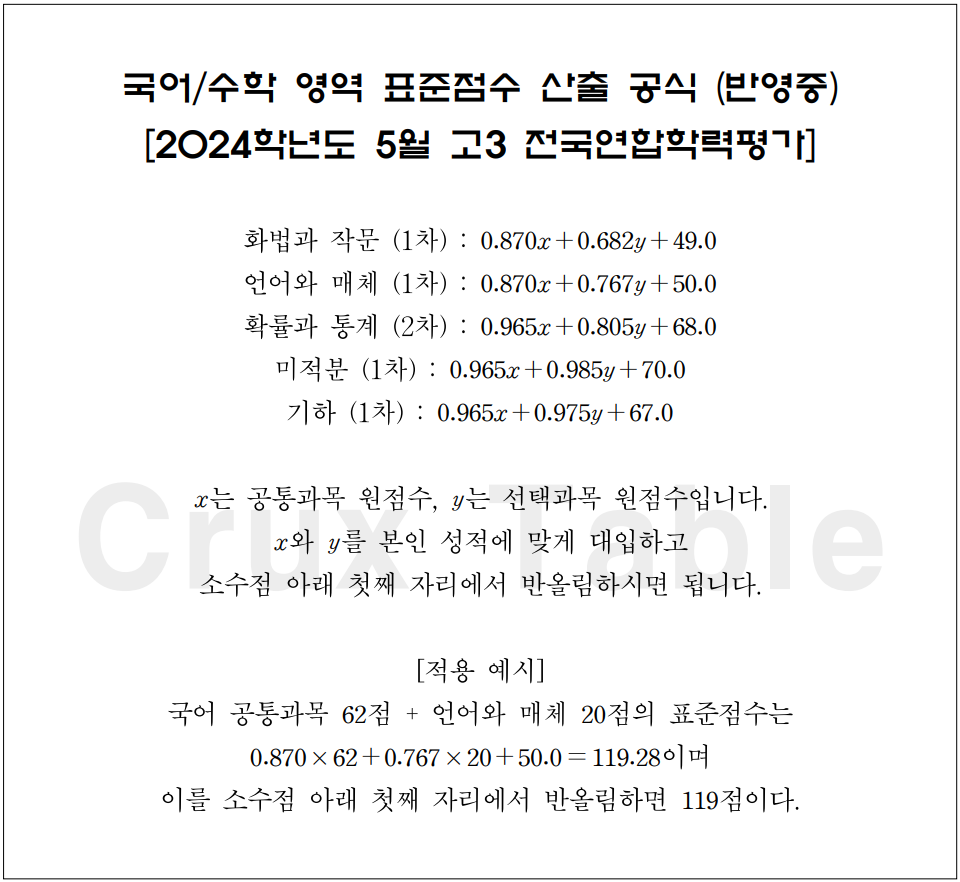 국어/수학 영역 표준점수 산출 공식 (반영중)
[2024학년도 5월 고3 전국연합학력평가]
화법과 작문 (1차) : 0.870x+0.682y+49.0
언어와 매체 (1차) : 0.870x+0.767y+50.0
확률과 통계 (2차) : 0.965x+0.805y+68.0
미적분 (1차) : 0.965x+0.985y+70.0
기하 (1차) : 0.965x+0.975y+67.0
Crux Table
x는 공통과목 원점수, y는 선택과목 원점수입니다.
x와 y를 본인 성적에 맞게 대입하고
소수점 아래 첫째 자리에서 반올림하시면 됩니다.
[적용 예시]
국어 공통과목 62점 + 언어와 매체 20점의 표준점수는
0.870×62+0.767×20+50.0=119.28이며
이를 소수점 아래 첫째 자리에서 반올림하면 119점이다.